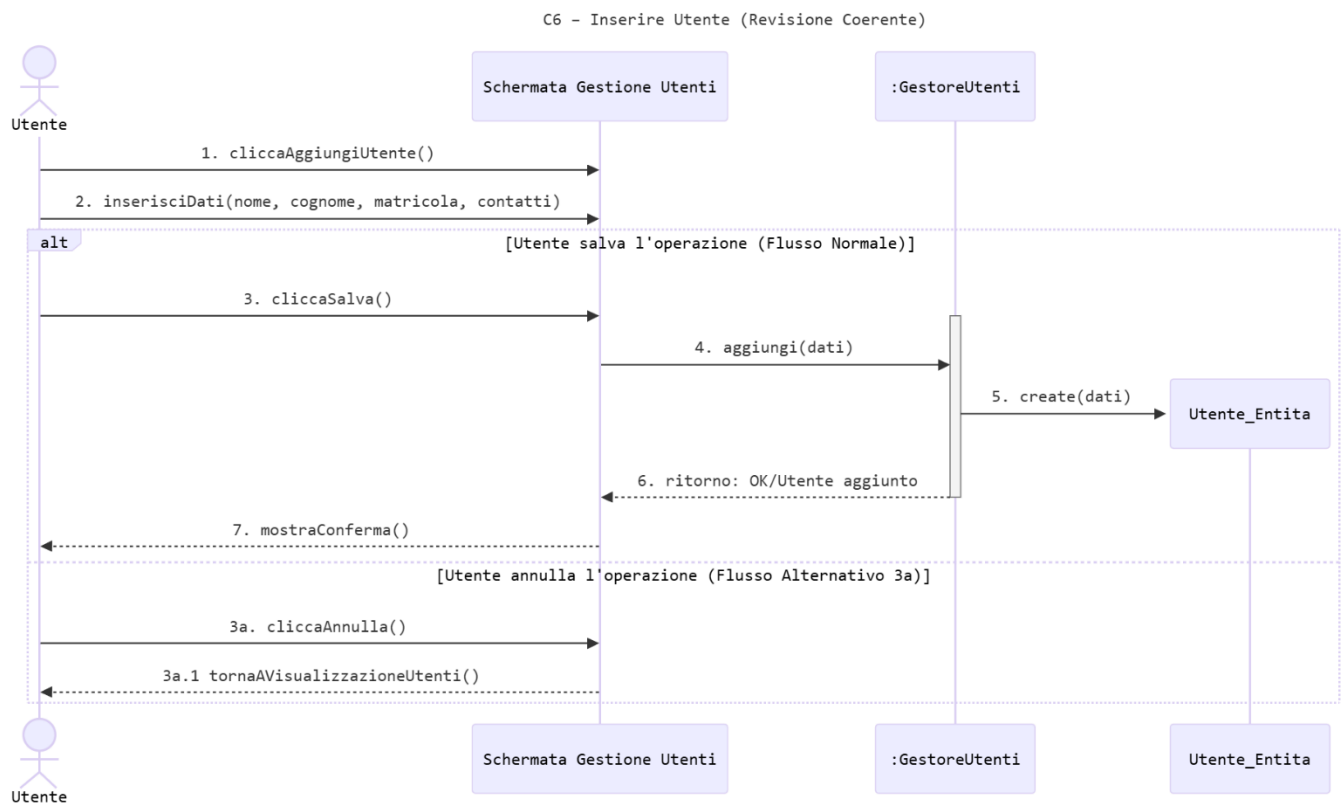 C6 – Inserire Utente (Revisione Coerente)
Utente
Schermata Gestione Utenti
:GestoreUtenti
1. cliccaAggiungiUtente()
2. inserisciDati(nome, cognome, matricola, contatti)
alt
[Utente salva l'operazione (Flusso Normale)]
3. cliccaSalva()
4. aggiungi(dati)
5. create(dati)
Utente_Entita
6. ritorno: OK/Utente aggiunto
7. mostraConferma()
[Utente annulla l'operazione (Flusso Alternativo 3a)]
3a. cliccaAnnulla()
3a.1 tornaAVisualizzazioneUtenti()
Utente
Schermata Gestione Utenti
:GestoreUtenti
Utente_Entita